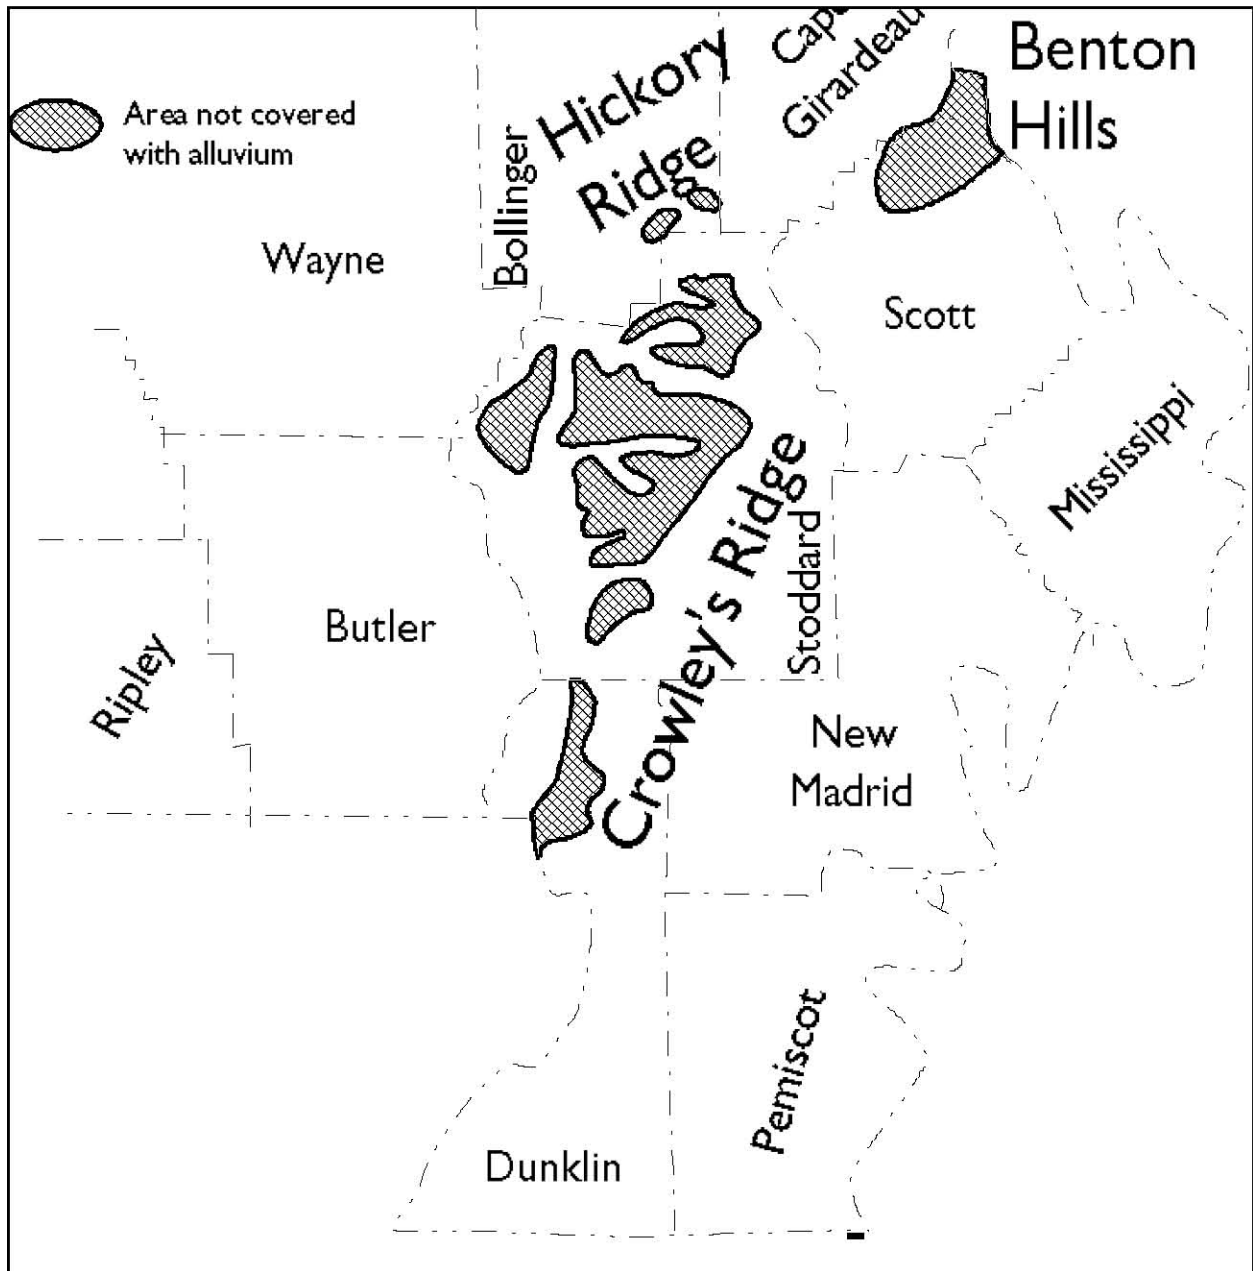 Cape
Girardeau
Benton
Hills
Hickory
Ridge
Area not covered
with alluvium
Bollinger
Wayne
Scott
Mississippi
Crowley's Ridge
Stoddard
Butler
Ripley
New
Madrid
Pemiscot
Dunklin